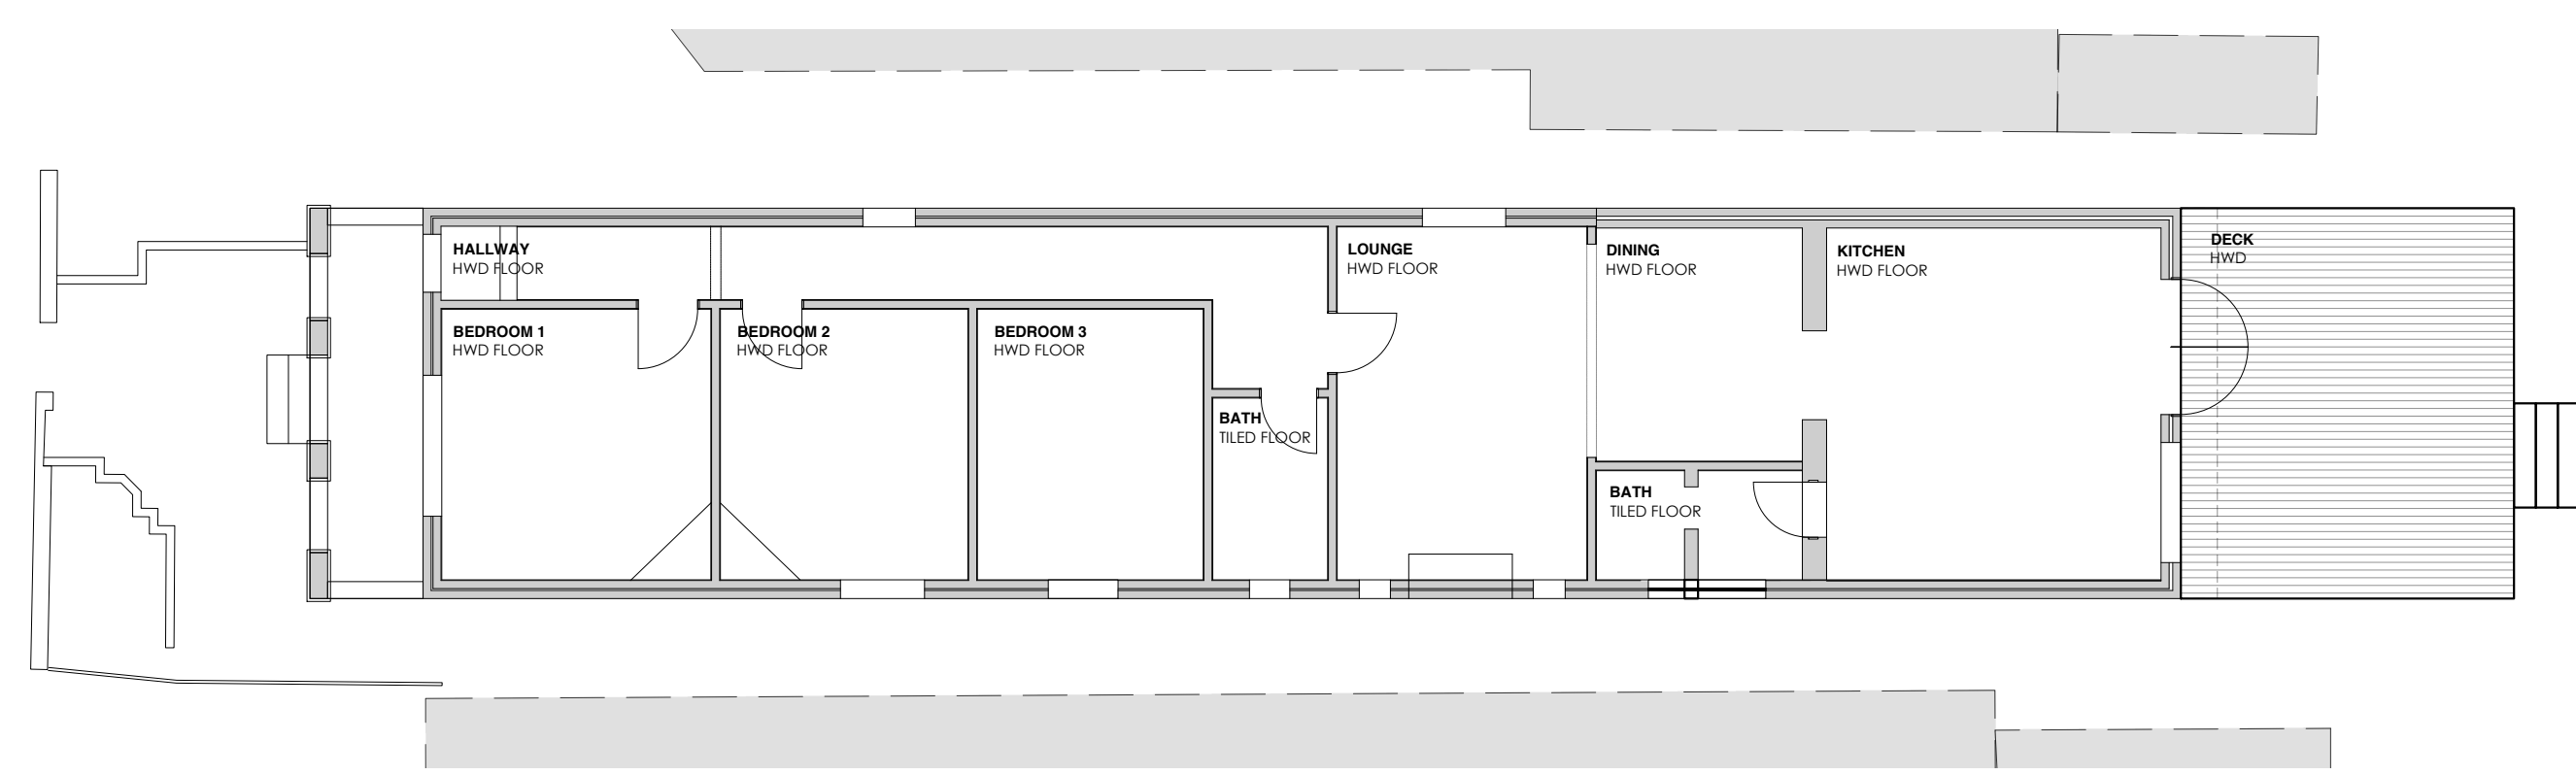 HALLWAY
HWD FLOOR
LOUNGE
HWD FLOOR
DINING
HWD FLOOR
KITCHEN
HWD FLOOR
DECK
HWD
BEDROOM 1
HWD FLOOR
BEDROOM 2
HWD FLOOR
BEDROOM 3
HWD FLOOR
BATH
TILED FLOOR
BATH
TILED FLOOR